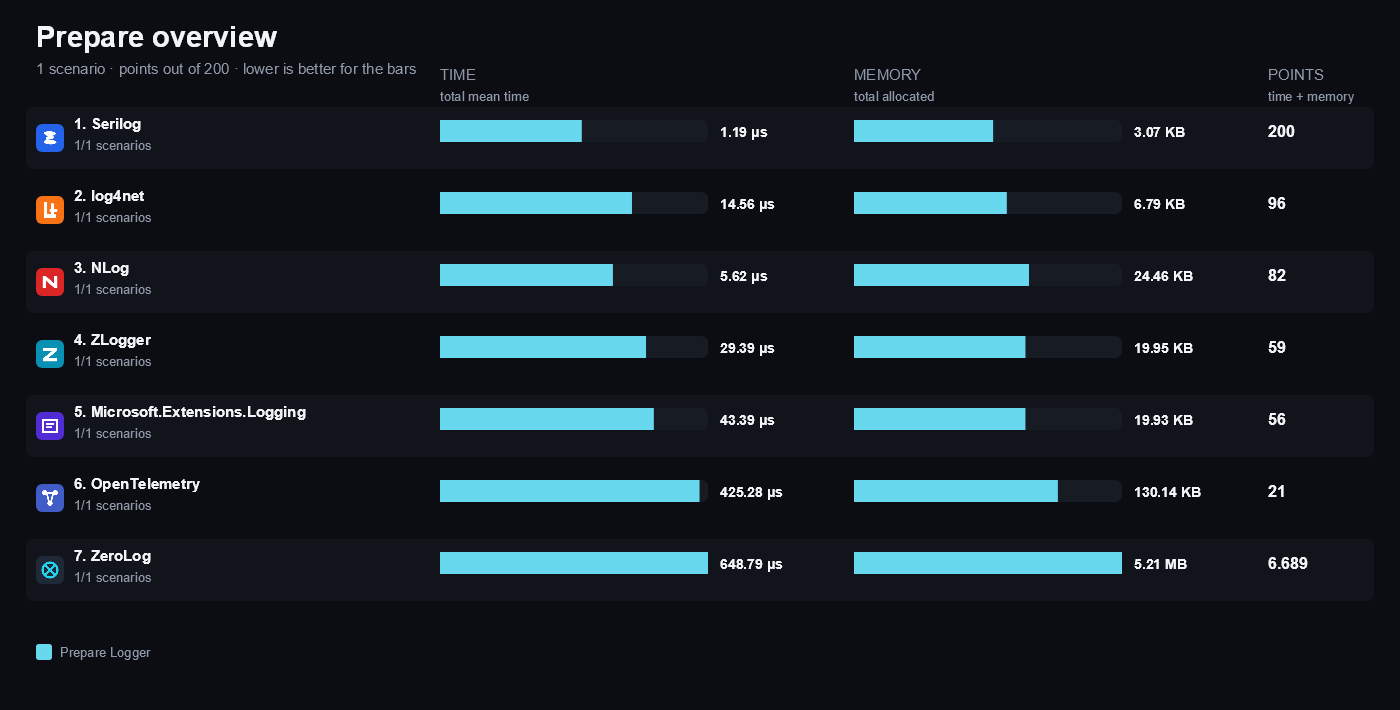 Prepare overview
1 scenario · points out of 200 · lower is better for the bars
TIME
total mean time
MEMORY
total allocated
POINTS
time + memory
1. Serilog
1/1 scenarios
1.19 µs
3.07 KB
200
2. log4net
1/1 scenarios
14.56 µs
6.79 KB
96
3. NLog
1/1 scenarios
5.62 µs
24.46 KB
82
4. ZLogger
1/1 scenarios
29.39 µs
19.95 KB
59
5. Microsoft.Extensions.Logging
1/1 scenarios
43.39 µs
19.93 KB
56
6. OpenTelemetry
1/1 scenarios
425.28 µs
130.14 KB
21
7. ZeroLog
1/1 scenarios
648.79 µs
5.21 MB
6.689
Prepare Logger